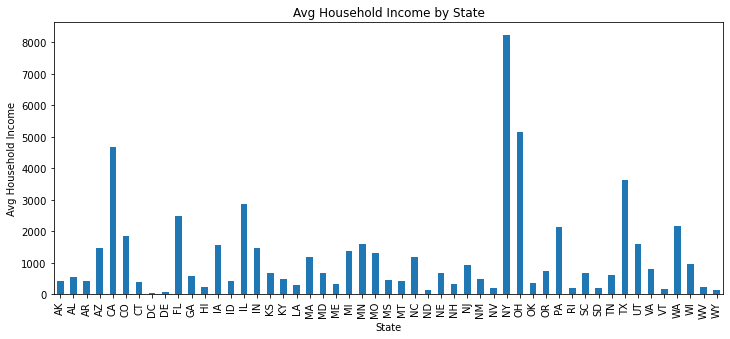 Avg Household Income by State
Avg Household Income
8000
7000
6000
5000
4000
3000
2000
1000
0
AK AL AR AZ CA CO CT DC DE FL GA HI IA ID IL IN KS KY LA MA MD ME MI MN MO MS MT NC ND NE NH NJ NM NV NY OH OK OR PA RI SC SD TN TX UT VA VT WA WI WV WY
State